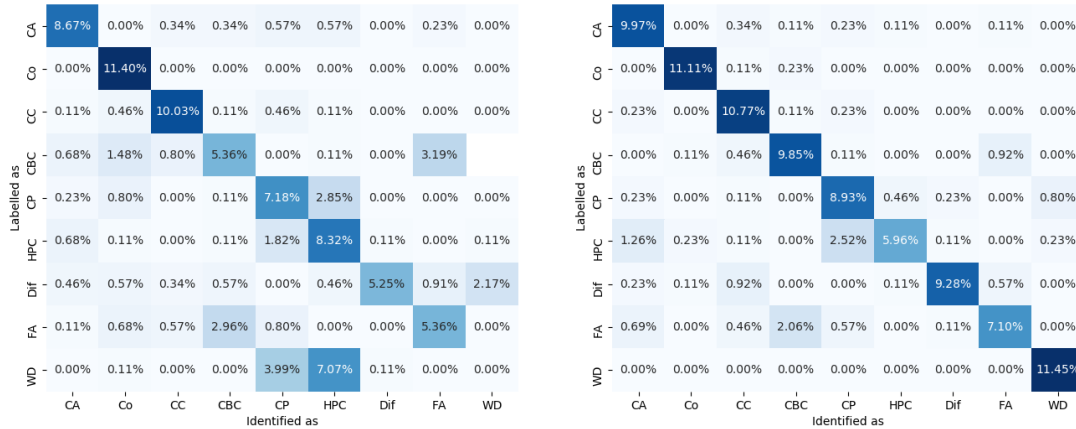 CA 8.67% 0.00% 0.34% 0.34% 0.57% 0.57% 0.00% 0.23% 0.00%
Co 0.00% 11.40% 0.00% 0.00% 0.00% 0.00% 0.00% 0.00% 0.00%
CC 0.11% 0.46% 10.03% 0.11% 0.46% 0.11% 0.00% 0.00% 0.00%
CBC 0.68% 1.48% 0.80% 5.36% 0.00% 0.11% 0.00% 3.19%
CP 0.23% 0.80% 0.00% 0.11% 7.18% 2.85% 0.00% 0.00% 0.00%
HPC 0.68% 0.11% 0.00% 0.11% 1.82% 8.32% 0.11% 0.00% 0.11%
Dif 0.46% 0.57% 0.34% 0.57% 0.00% 0.46% 5.25% 0.91% 2.17%
FA 0.11% 0.68% 0.57% 2.96% 0.80% 0.00% 0.00% 5.36% 0.00%
WD 0.00% 0.11% 0.00% 0.00% 3.99% 7.07% 0.11% 0.00% 0.00%
CA Co CC CBC CP HPC Dif FA WD
Identified as
Labelled as
CA 9.97% 0.00% 0.34% 0.11% 0.23% 0.11% 0.00% 0.11% 0.00%
Co 0.00% 11.11% 0.11% 0.23% 0.00% 0.00% 0.00% 0.00% 0.00%
CC 0.23% 0.00% 10.77% 0.11% 0.23% 0.00% 0.00% 0.00% 0.00%
CBC 0.00% 0.11% 0.46% 9.85% 0.11% 0.00% 0.00% 0.92% 0.00%
CP 0.23% 0.00% 0.11% 0.00% 8.93% 0.46% 0.23% 0.00% 0.80%
HPC 1.26% 0.23% 0.11% 0.00% 2.52% 5.96% 0.11% 0.00% 0.23%
Dif 0.23% 0.11% 0.92% 0.00% 0.00% 0.11% 9.28% 0.57% 0.00%
FA 0.69% 0.00% 0.46% 2.06% 0.57% 0.00% 0.11% 7.10% 0.00%
WD 0.00% 0.00% 0.00% 0.00% 0.00% 0.00% 0.00% 0.00% 11.45%
CA Co CC CBC CP HPC Dif FA WD
Identified as
Labelled as